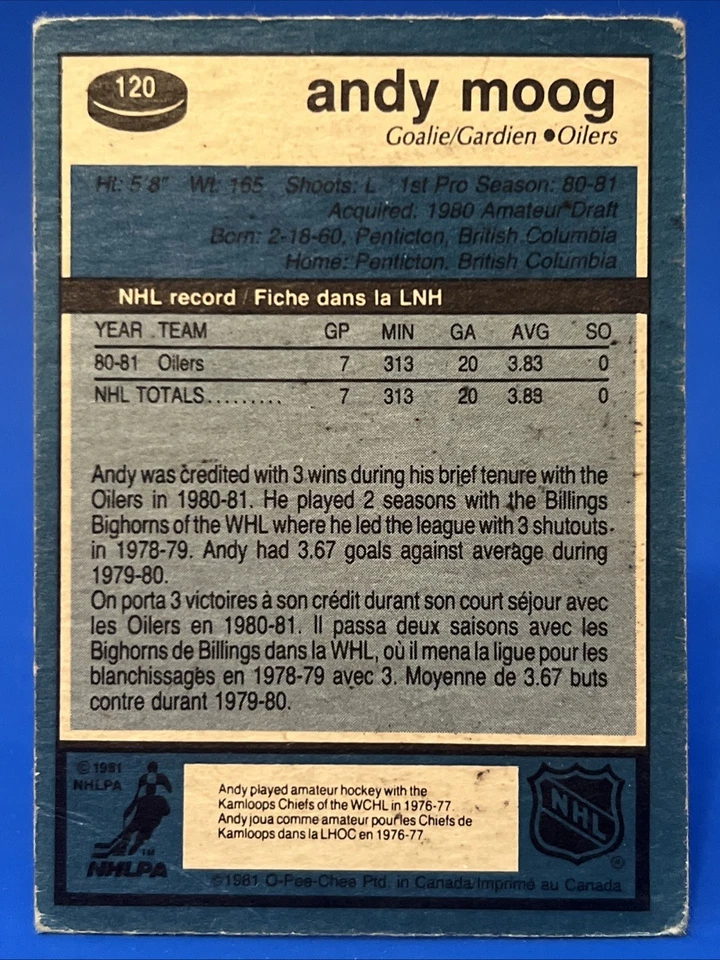 120
andy moog
Goalie/Gardien ●Oilers
Ht: 5'8" Wt: 165 Shoots: L 1st Pro Season: 80-81
Acquired: 1980 Amateur Draft
Born: 2-18-60, Penticton, British Columbia
Home: Penticton, British Columbia
NHL record / Fiche dans la LNH
YEAR TEAM GP MIN GA AVG SO
80-81 Oilers 7 313 20 3.83 0
NHL TOTALS......... 7 313 20 3.83 0
Andy was credited with 3 wins during his brief tenure with the
Oilers in 1980-81. He played 2 seasons with the Billings
Bighorns of the WHL where he led the league with 3 shutouts
in 1978-79. Andy had 3.67 goals against average during
1979-80.
On porta 3 victoires à son crédit durant son court séjour avec
les Oilers en 1980-81. Il passa deux saisons avec les
Bighorns de Billings dans la WHL, où il mena la ligue pour les
blanchissages en 1978-79 avec 3. Moyenne de 3.67 buts
contre durant 1979-80.
© 1981
NHLPA
TM
NHLPA
Andy played amateur hockey with the
Kamloops Chiefs of the WCHL in 1976-77.
Andy joua comme amateur pour les Chiefs de
Kamloops dans la LHOC en 1976-77.
NHL
®
©1981 O-Pee-Chee Ptd. in Canada/Imprimé au Canada